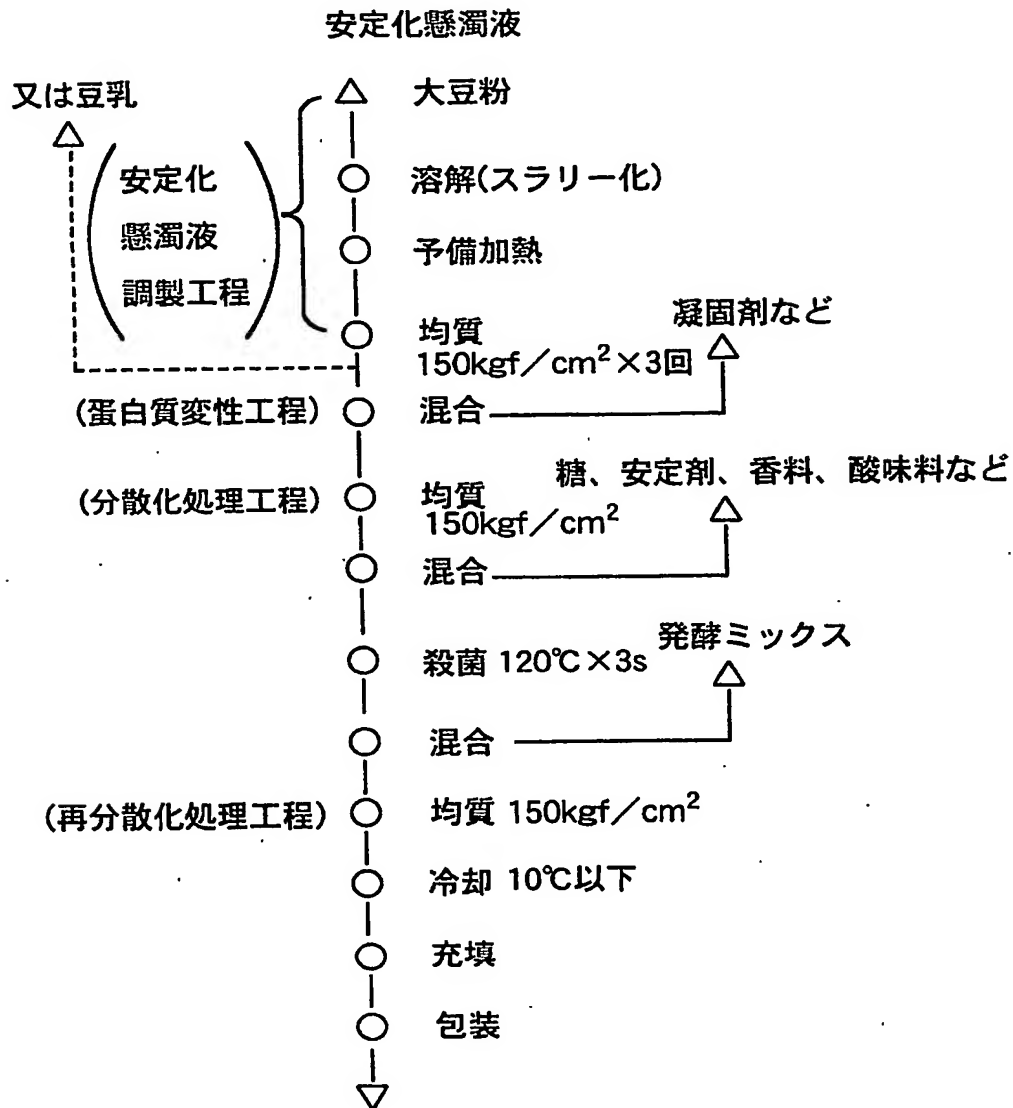 安定化懸濁液
又は豆乳
大豆粉
安定化
懸濁液
調製工程
溶解(スラリー化)
予備加熱
均質
150kgf／cm²×3回
凝固剤など
(蛋白質変性工程)
混合
糖、安定剤、香料、酸味料など
(分散化処理工程)
均質
150kgf／cm²
混合
発酵ミックス
殺菌 120℃×3s
混合
(再分散化処理工程)
均質 150kgf／cm²
冷却 10℃以下
充填
包装